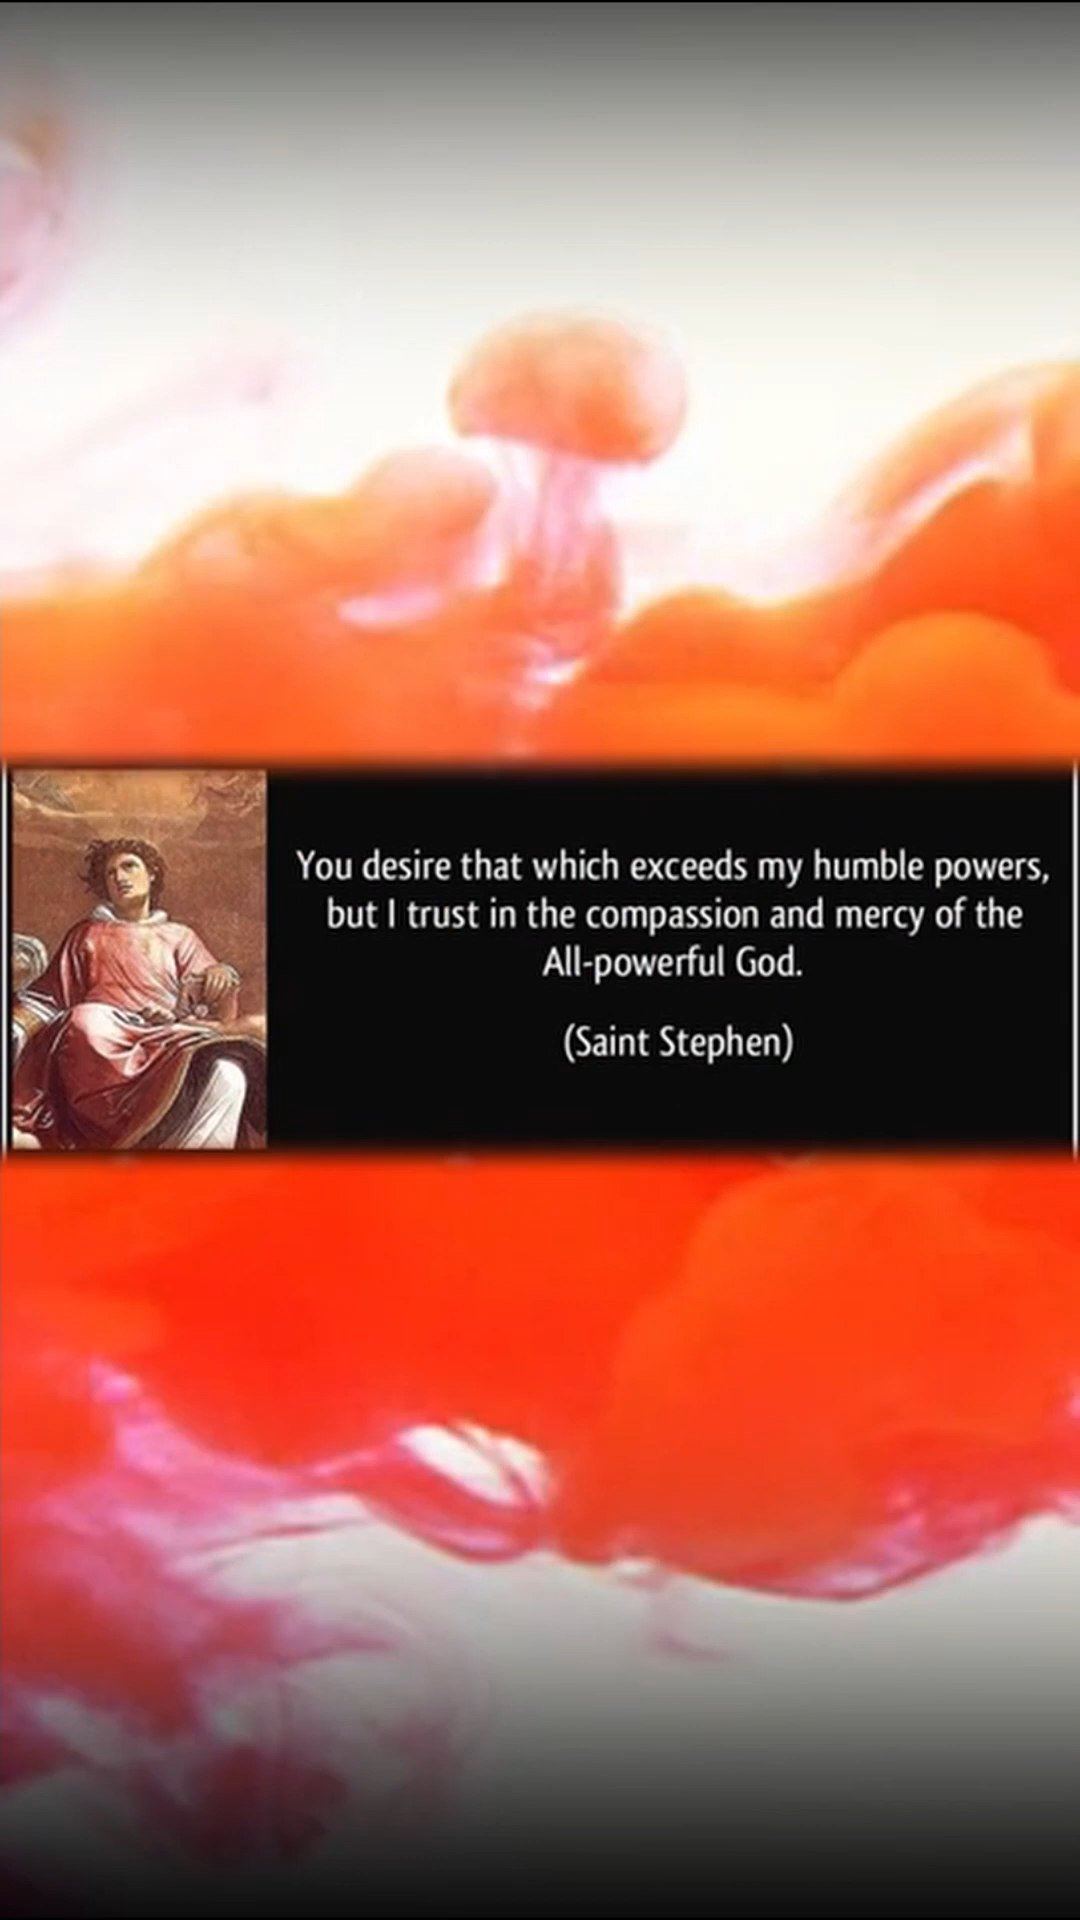 You desire that which exceeds my humble powers,
but I trust in the compassion and mercy of the
All-powerful God.
(Saint Stephen)